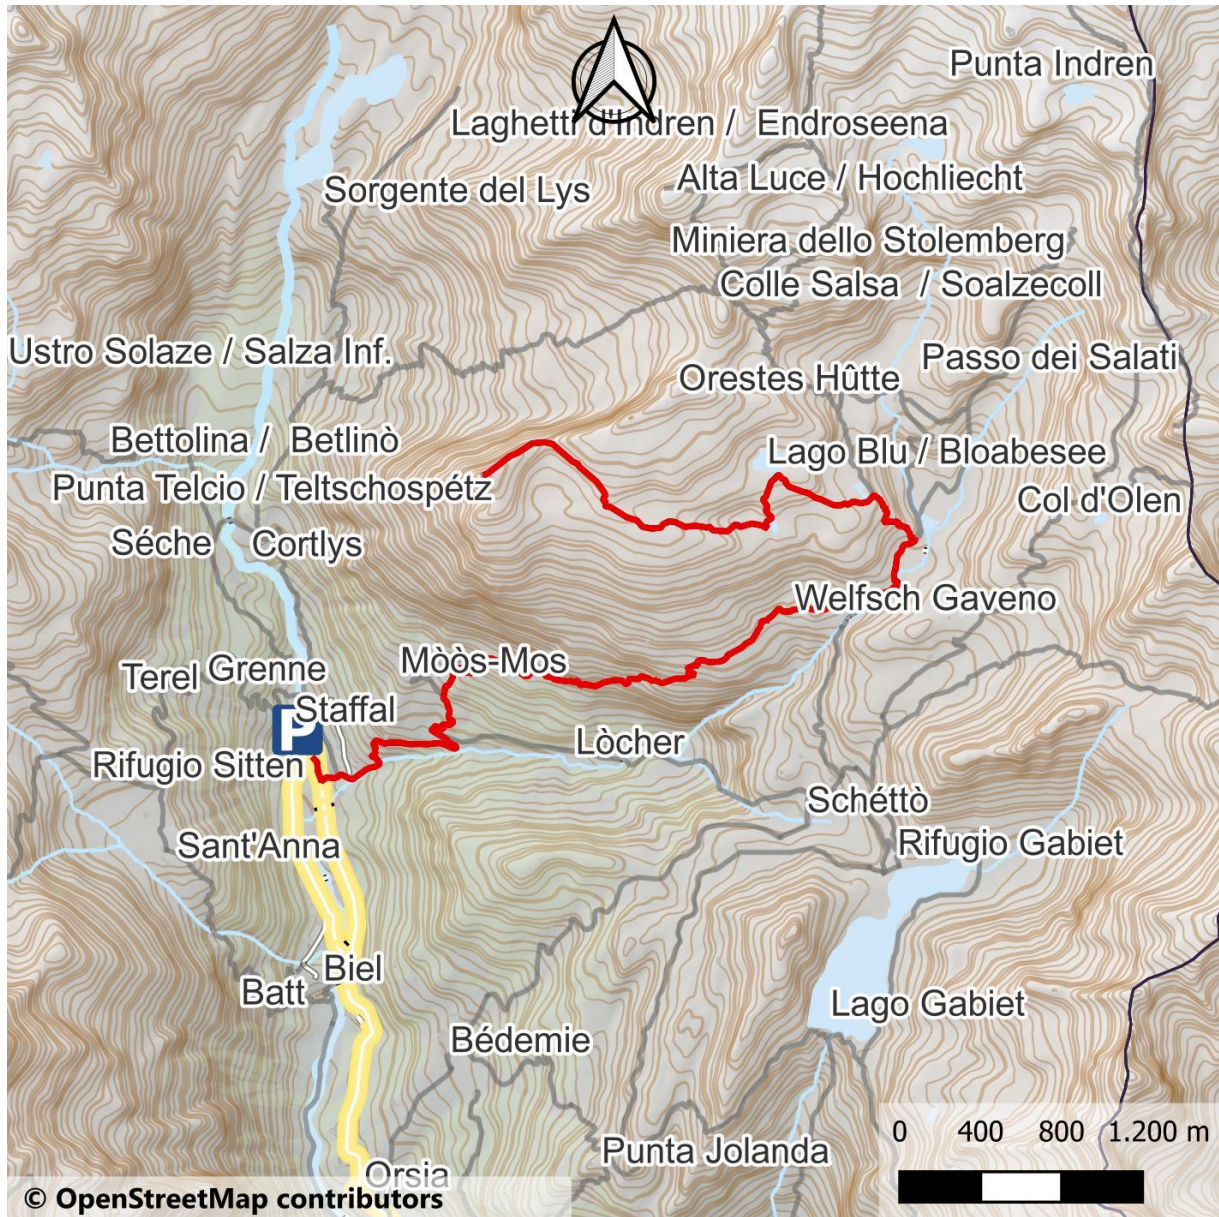 Punta Indren
Laghetti d'Indren / Endroseena
Alta Luce / Hochliecht
Sorgente del Lys
Miniera dello Stolemberg
Colle Salsa / Soalzecoll
Ustro Solaze / Salza Inf.
Passo dei Salati
Orestes Hûtte
Bettolina / Betlinò
Lago Blu / Bloabesee
Punta Telcio / Teltschospétz
Col d'Olen
Séche
Cortlys
Welfsch Gaveno
Mòòs-Mos
Terel
Grenne
Staffal
P
Lòcher
Rifugio Sitten
Schéttò
Sant'Anna
Rifugio Gabiet
Biel
Batt
Lago Gabiet
Bédemie
0 400 800 1.200 m
Punta Jolanda
Orsia
© OpenStreetMap contributors